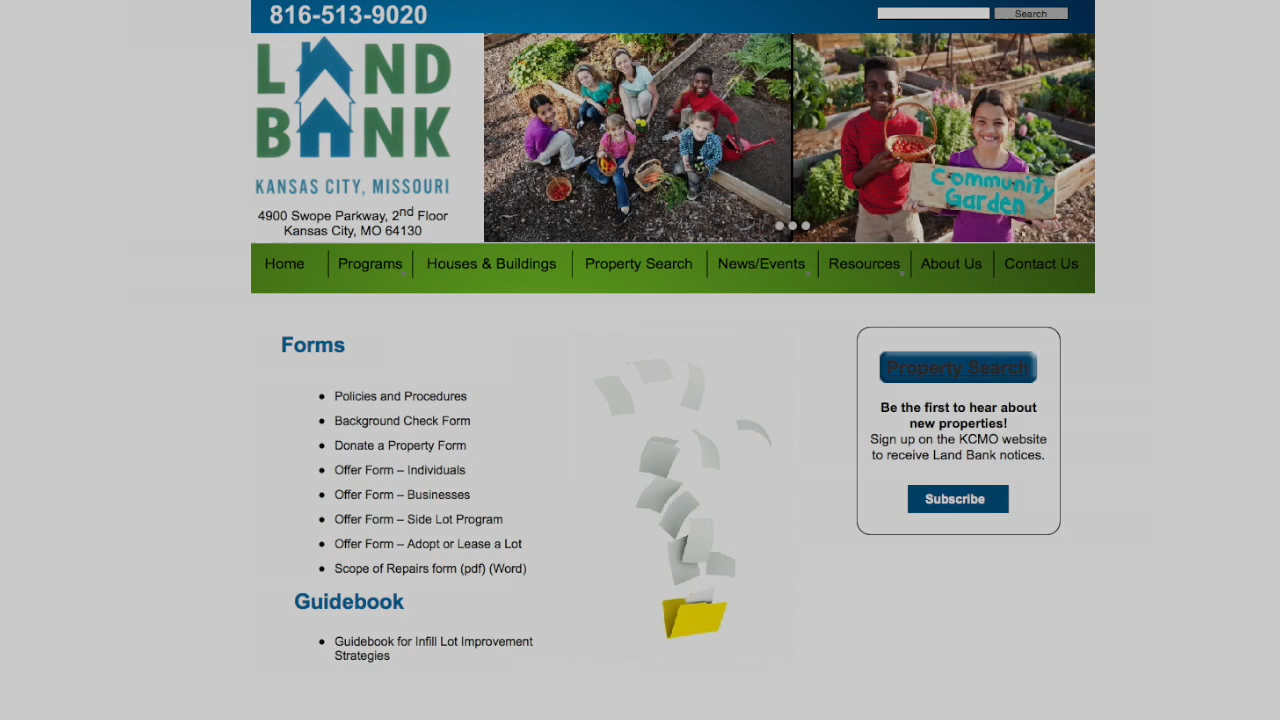 816-513-9020
Search
LAND
BANK
KANSAS CITY, MISSOURI
4900 Swope Parkway, 2nd Floor
Kansas City, MO 64130
Community
Garden
Home
Programs
Houses & Buildings
Property Search
News/Events
Resources
About Us
Contact Us
Forms
Policies and Procedures
Background Check Form
Donate a Property Form
Offer Form – Individuals
Offer Form – Businesses
Offer Form – Side Lot Program
Offer Form – Adopt or Lease a Lot
Scope of Repairs form (pdf) (Word)
Guidebook
Guidebook for Infill Lot Improvement
Strategies
Property Search
Be the first to hear about
new properties!
Sign up on the KCMO website
to receive Land Bank notices.
Subscribe